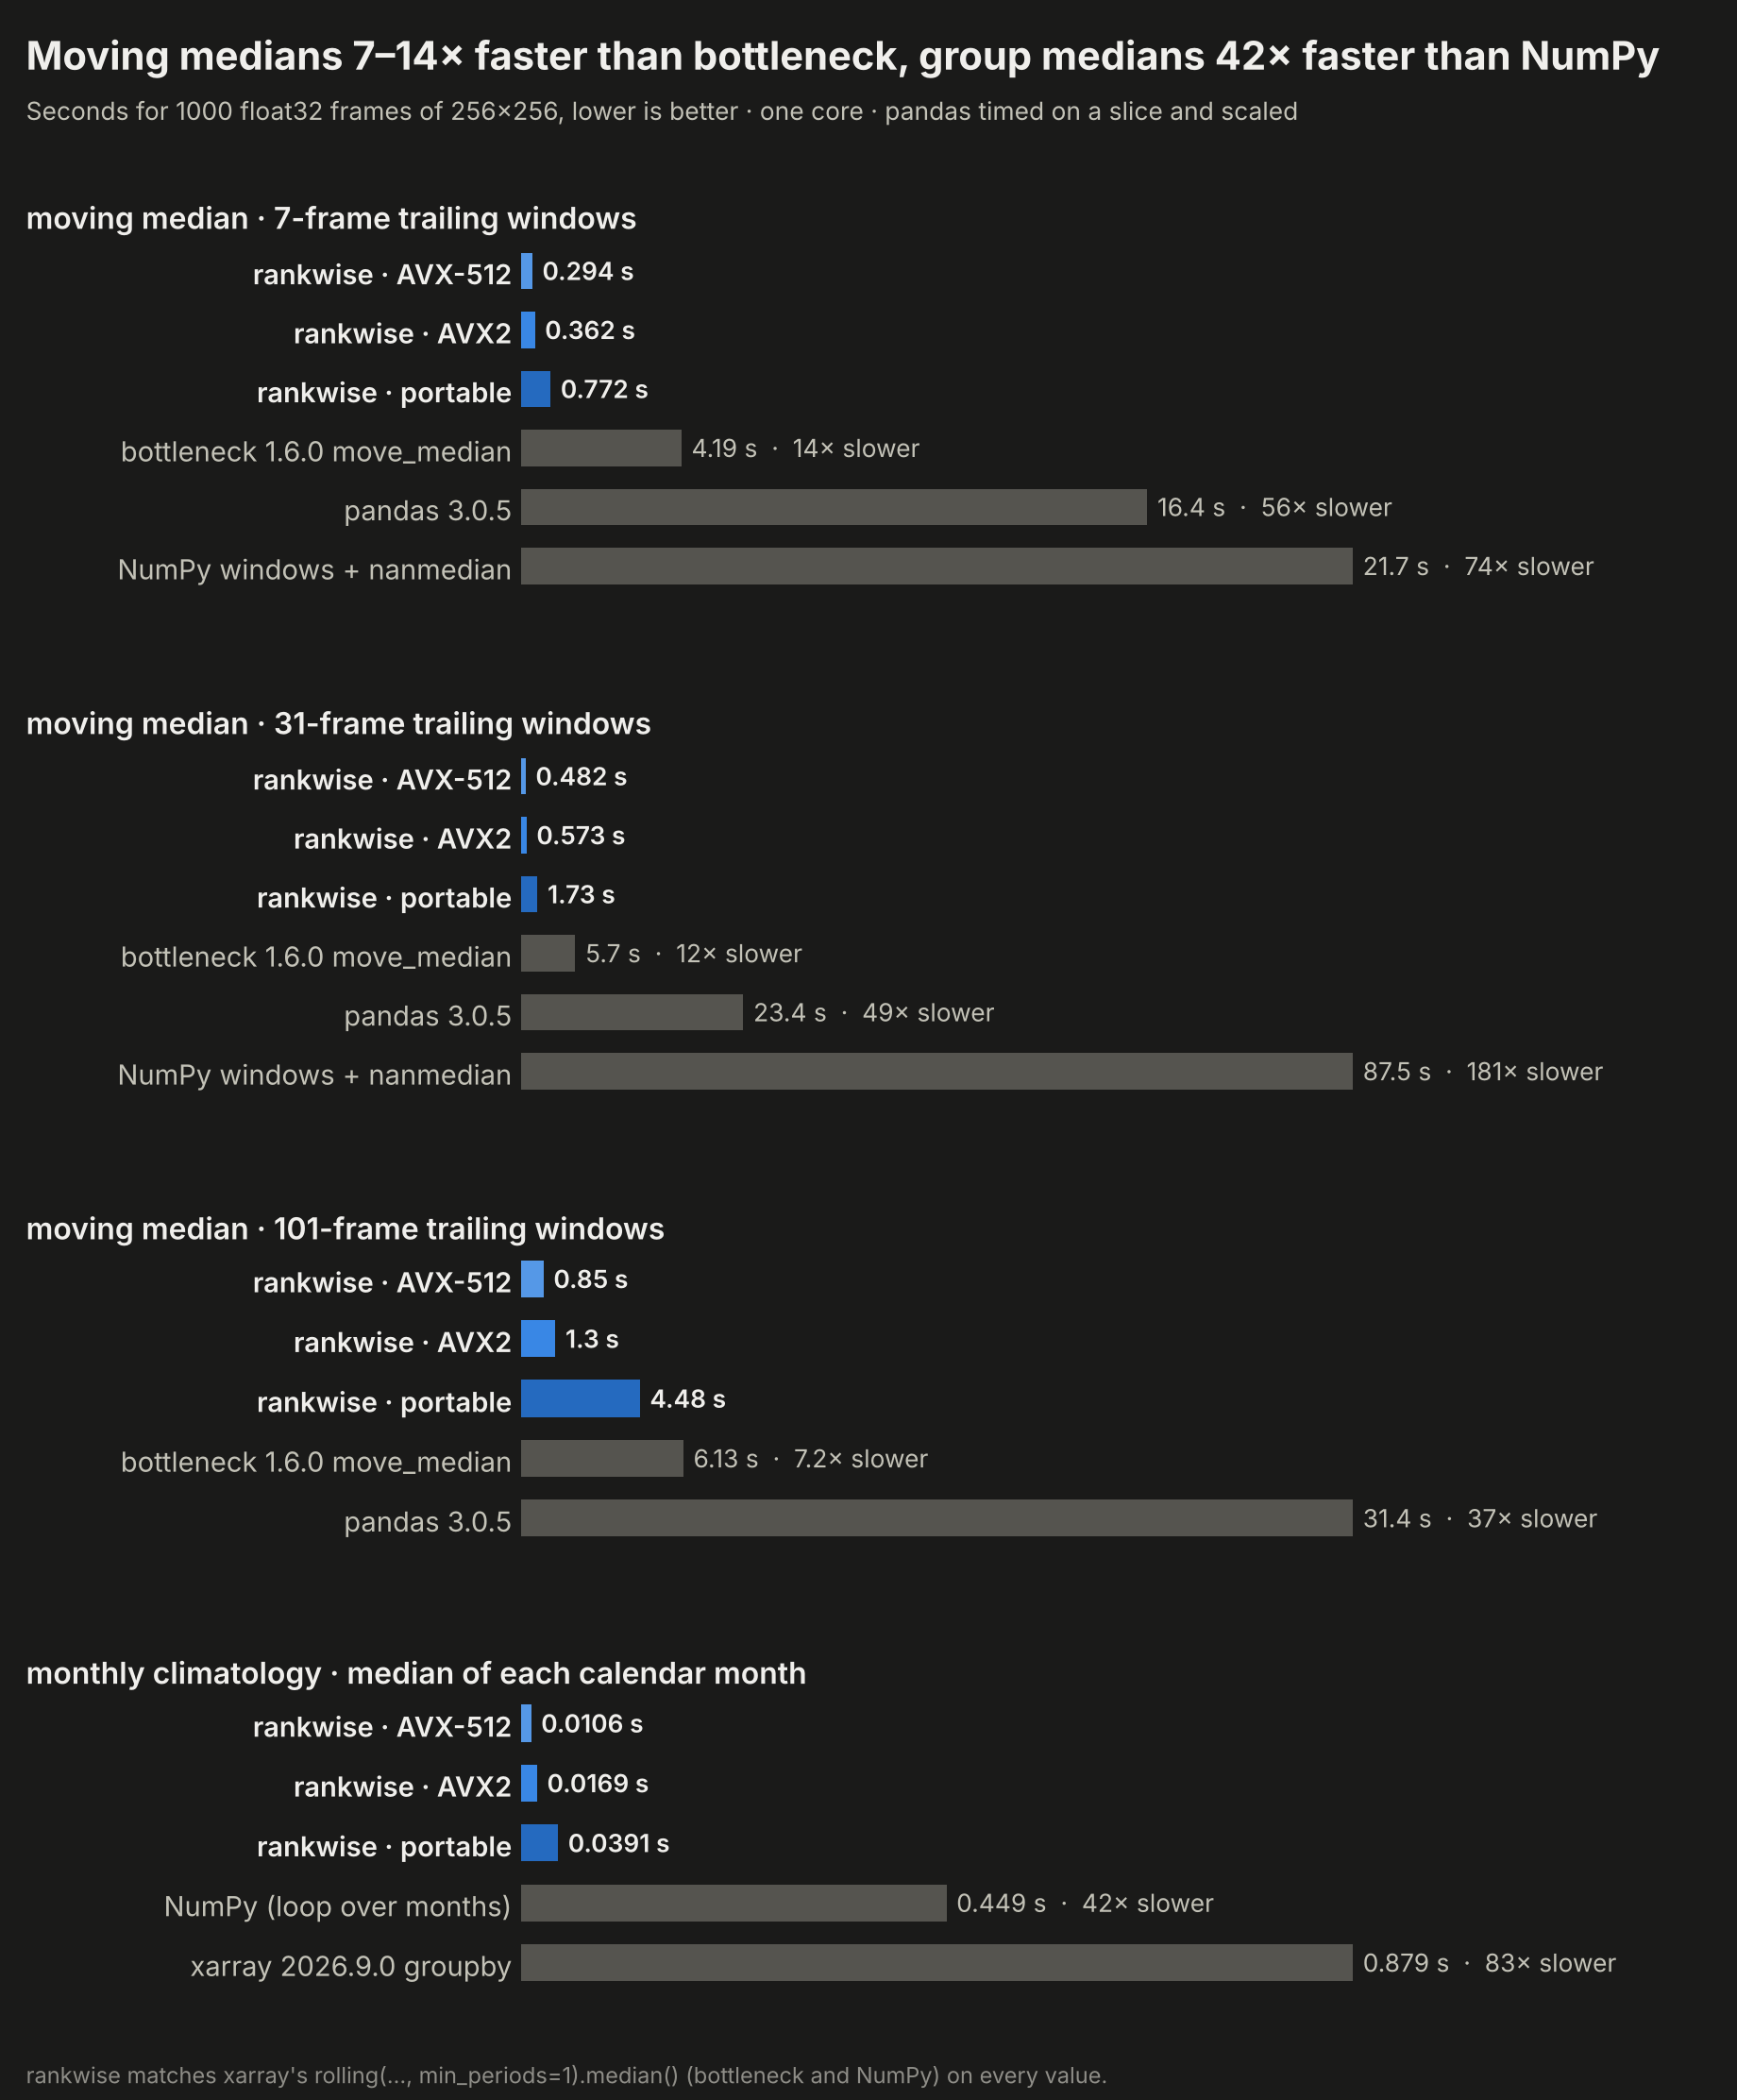 Moving medians 7–14× faster than bottleneck, group medians 42× faster than NumPy
Seconds for 1000 float32 frames of 256×256, lower is better · one core · pandas timed on a slice and scaled
moving median · 7-frame trailing windows
rankwise · AVX-512 0.294 s
rankwise · AVX2 0.362 s
rankwise · portable 0.772 s
bottleneck 1.6.0 move_median 4.19 s · 14× slower
pandas 3.0.5 16.4 s · 56× slower
NumPy windows + nanmedian 21.7 s · 74× slower
moving median · 31-frame trailing windows
rankwise · AVX-512 0.482 s
rankwise · AVX2 0.573 s
rankwise · portable 1.73 s
bottleneck 1.6.0 move_median 5.7 s · 12× slower
pandas 3.0.5 23.4 s · 49× slower
NumPy windows + nanmedian 87.5 s · 181× slower
moving median · 101-frame trailing windows
rankwise · AVX-512 0.85 s
rankwise · AVX2 1.3 s
rankwise · portable 4.48 s
bottleneck 1.6.0 move_median 6.13 s · 7.2× slower
pandas 3.0.5 31.4 s · 37× slower
monthly climatology · median of each calendar month
rankwise · AVX-512 0.0106 s
rankwise · AVX2 0.0169 s
rankwise · portable 0.0391 s
NumPy (loop over months) 0.449 s · 42× slower
xarray 2026.9.0 groupby 0.879 s · 83× slower
rankwise matches xarray's rolling(..., min_periods=1).median() (bottleneck and NumPy) on every value.